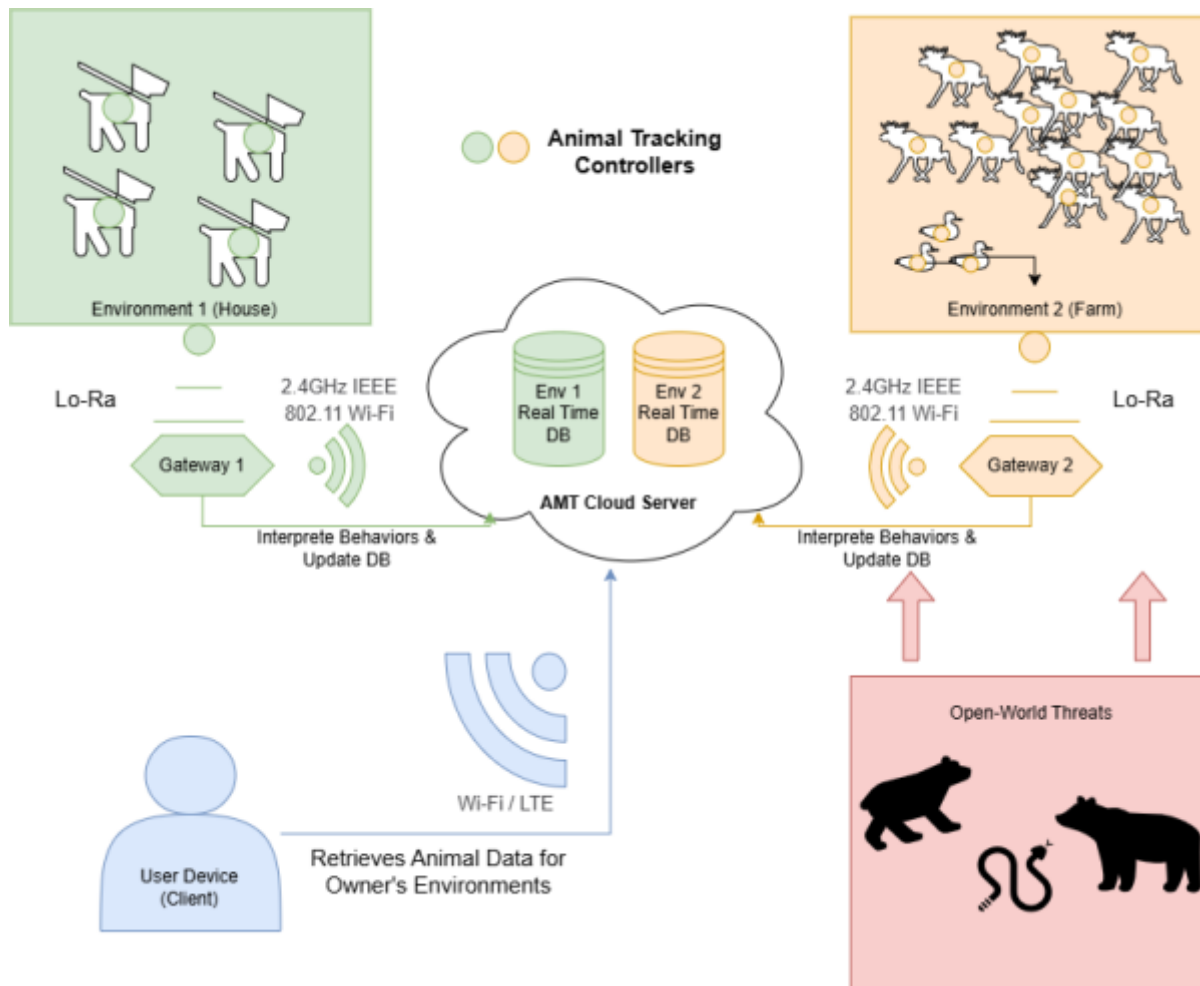 Animal Tracking
Controllers
Environment 1 (House)
Environment 2 (Farm)
Lo-Ra
2.4GHz IEEE
802.11 Wi-Fi
Env 1
Real Time
DB
Env 2
Real Time
DB
2.4GHz IEEE
802.11 Wi-Fi
Lo-Ra
Gateway 1
Gateway 2
AMT Cloud Server
Interprete Behaviors &
Update DB
Interprete Behaviors &
Update DB
Open-World Threats
Wi-Fi / LTE
Retrieves Animal Data for
Owner's Environments
User Device
(Client)